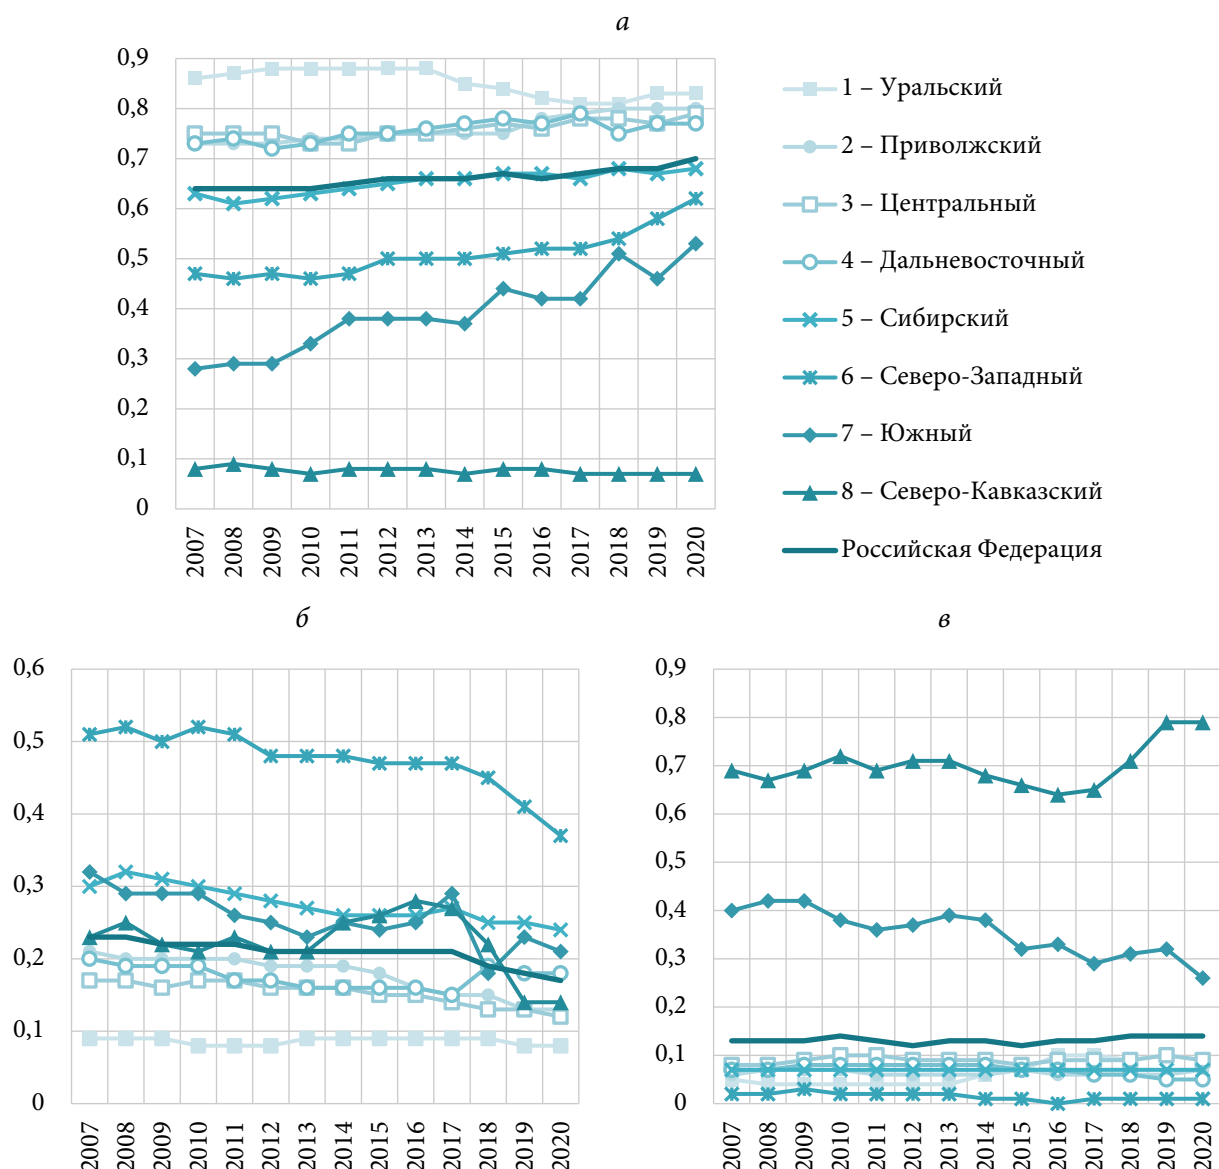 а
0,9
0,8
0,7
0,6
0,5
0,4
0,3
0,2
0,1
0
2007 2008 2009 2010 2011 2012 2013 2014 2015 2016 2017 2018 2019 2020
1 – Уральский
2 – Приволжский
3 – Центральный
4 – Дальневосточный
5 – Сибирский
6 – Северо-Западный
7 – Южный
8 – Северо-Кавказский
Российская Федерация
б
0,6
0,5
0,4
0,3
0,2
0,1
0
2007 2008 2009 2010 2011 2012 2013 2014 2015 2016 2017 2018 2019 2020
в
0,9
0,8
0,7
0,6
0,5
0,4
0,3
0,2
0,1
0
2007 2008 2009 2010 2011 2012 2013 2014 2015 2016 2017 2018 2019 2020